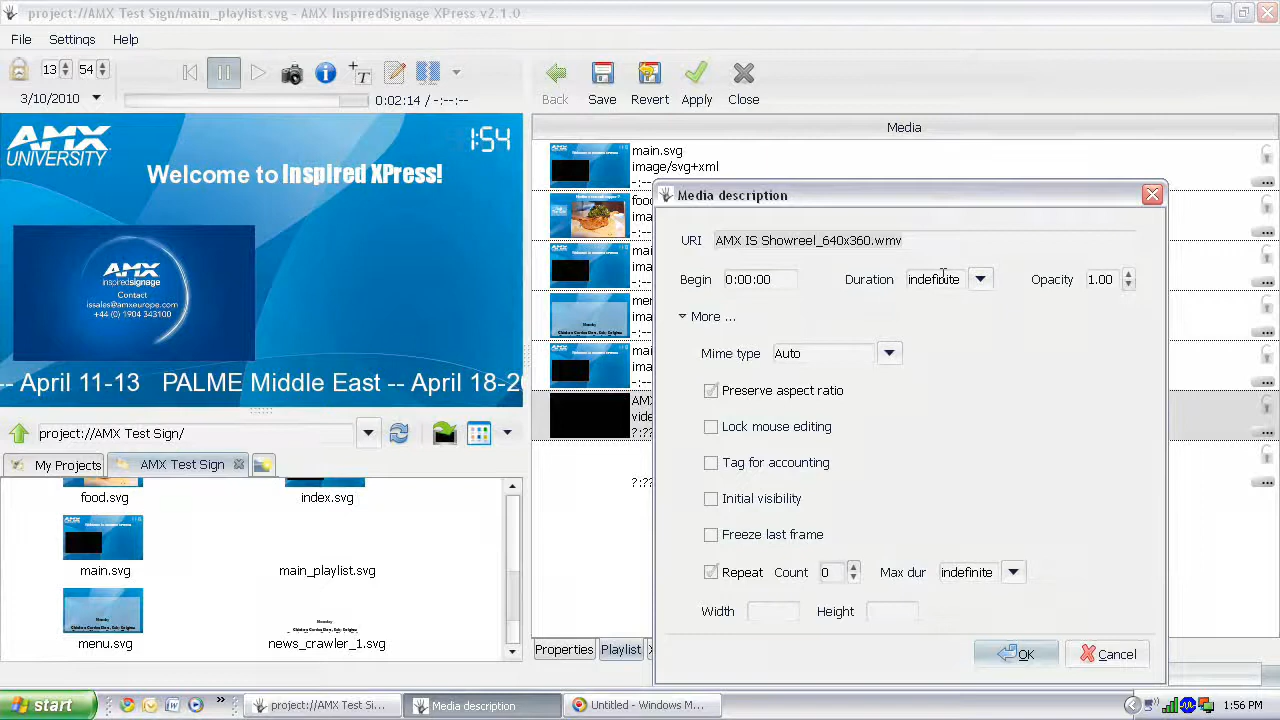 project://AMX Test Sign/main_playlist.svg - AMX InspiredSignage XPress v2.1.0
File Settings Help
13 54
3/10/2010
0:02:14 / -:--:--
Back Save Revert Apply Close
AMX
UNIVERSITY
1:54
Welcome to Inspired XPress!
AMX
inspiredsignage
Contact
issales@amxeurope.com
+44 (0) 1904 343100
-- April 11-13 PALME Middle East -- April 18-20
project://AMX Test Sign/
My Projects AMX Test Sign
food.svg index.svg
main.svg main_playlist.svg
menu.svg news_crawler_1.svg
Media
main.svg
image/svg+xml
Media description
URI AMX IS Showreel_640x360.wmv
Begin 0:00:00 Duration indefinite Opacity 1.00
More ...
Mime type auto
Preserve aspect ratio
Lock mouse editing
Tag for accounting
Initial visibility
Freeze last frame
Repeat Count 0 Max dur indefinite
Width Height
OK Cancel
Properties Playlist
start project://AMX Test Si... Media description Untitled - Windows M... 1:56 PM